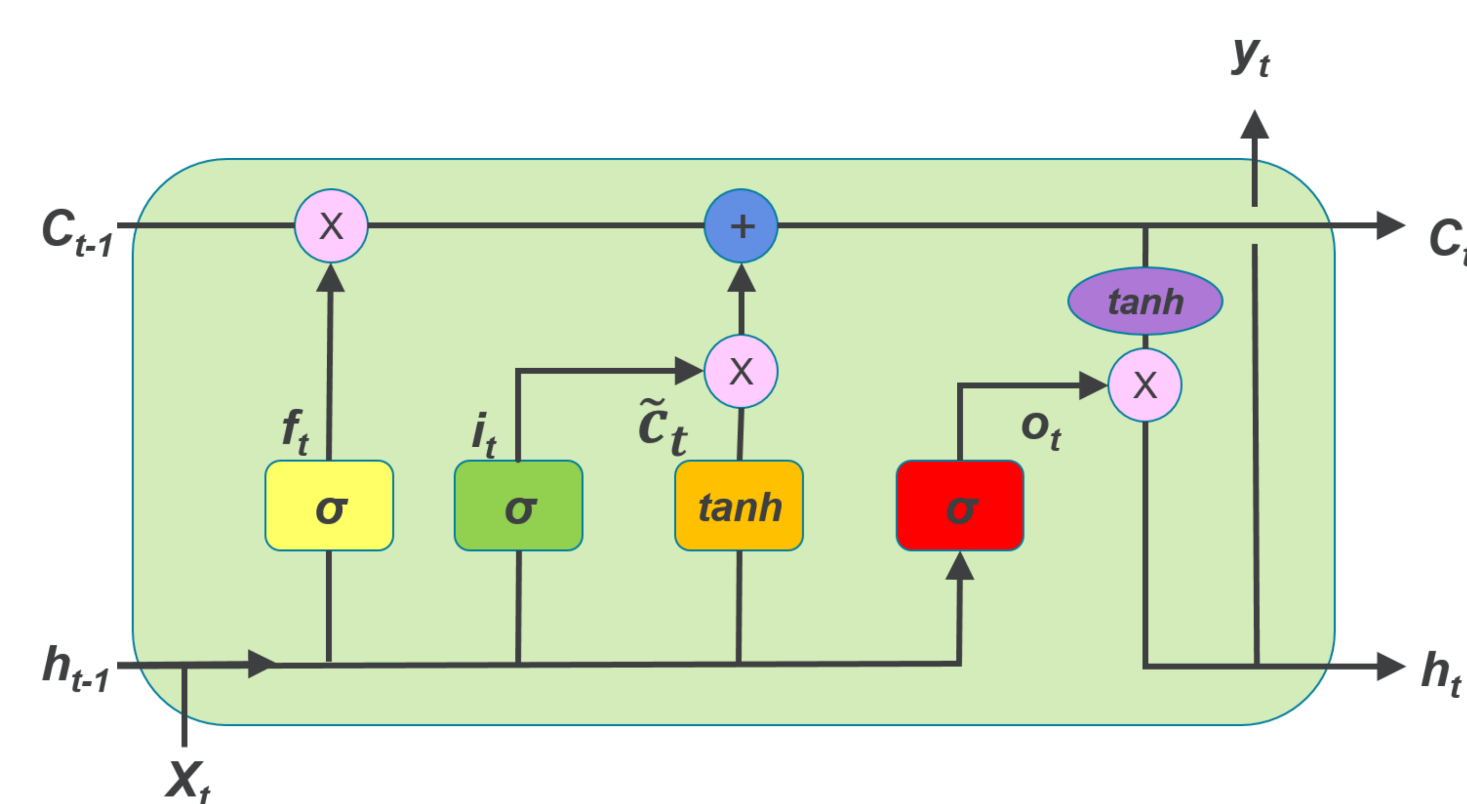 yₜ
Cₜ₋₁
X
+
Cₜ
tanh
X
X
fₜ
iₜ
c̃ₜ
oₜ
σ
σ
tanh
σ
hₜ₋₁
hₜ
Xₜ